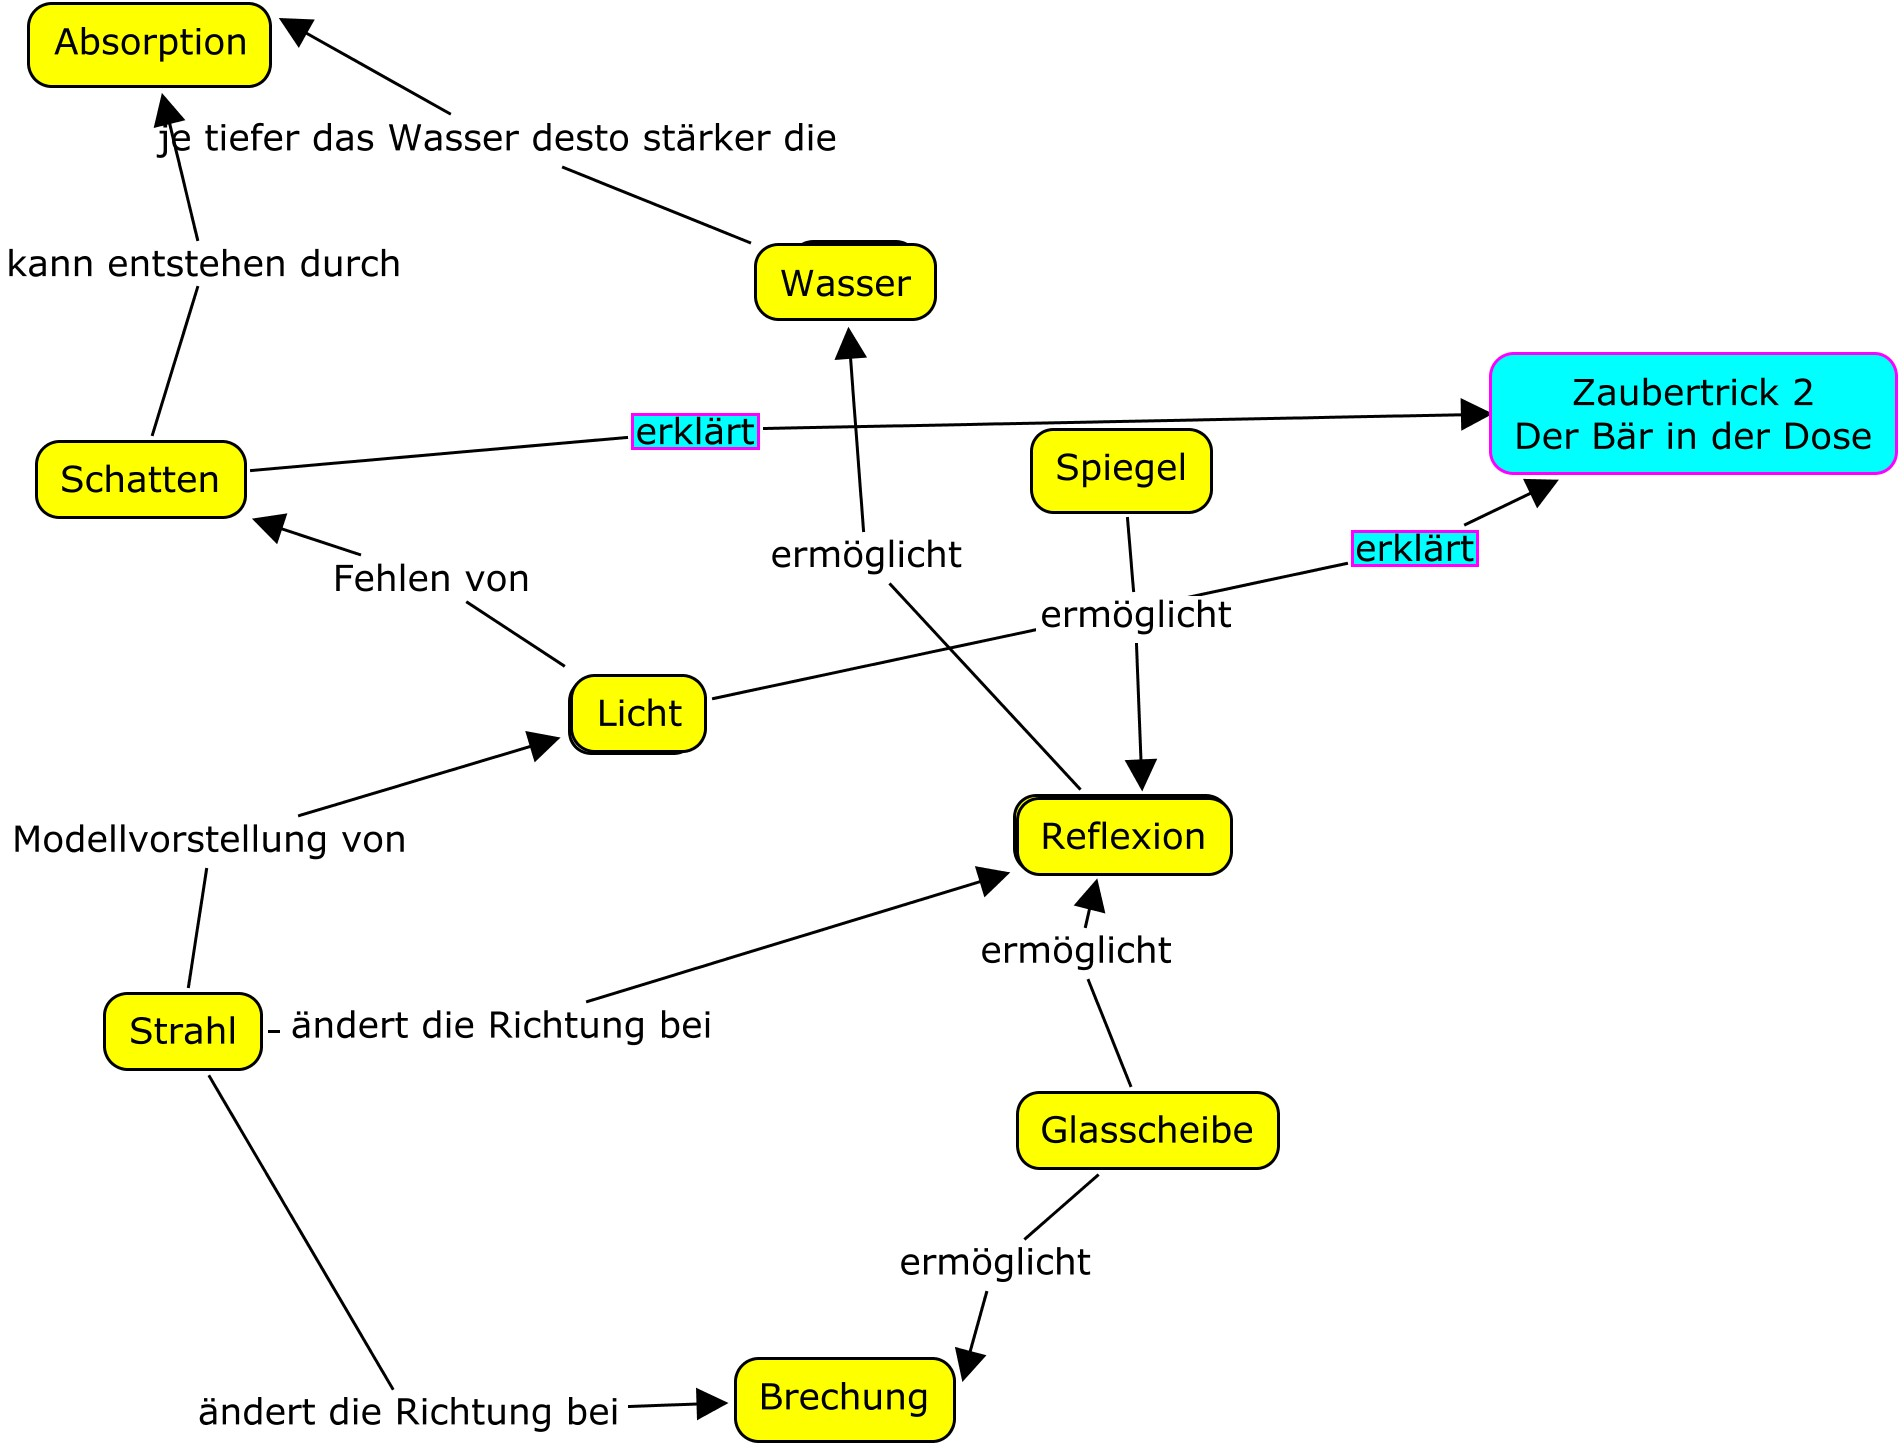 Absorption
je tiefer das Wasser desto stärker die
kann entstehen durch
Wasser
Zaubertrick 2
Der Bär in der Dose
erklärt
Schatten
Spiegel
ermöglicht
erklärt
Fehlen von
ermöglicht
Licht
Modellvorstellung von
Reflexion
ermöglicht
Strahl
ändert die Richtung bei
Glasscheibe
ermöglicht
Brechung
ändert die Richtung bei